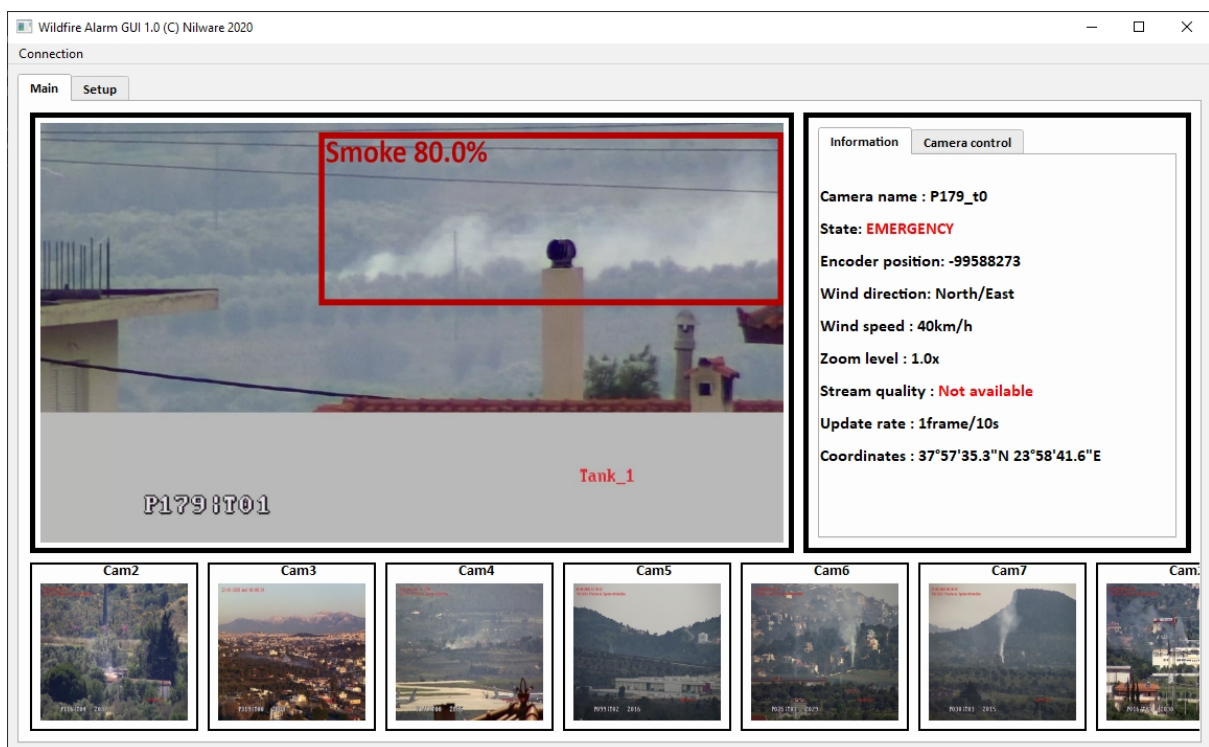 Wildfire Alarm GUI 1.0 (C) Nilware 2020
Connection
Main Setup
Smoke 80.0%
Tank_1
P179:T01
Information Camera control
Camera name : P179_t0
State: EMERGENCY
Encoder position: -99588273
Wind direction: North/East
Wind speed : 40km/h
Zoom level : 1.0x
Stream quality : Not available
Update rate : 1frame/10s
Coordinates : 37°57'35.3"N 23°58'41.6"E
Cam2 Cam3 Cam4 Cam5 Cam6 Cam7